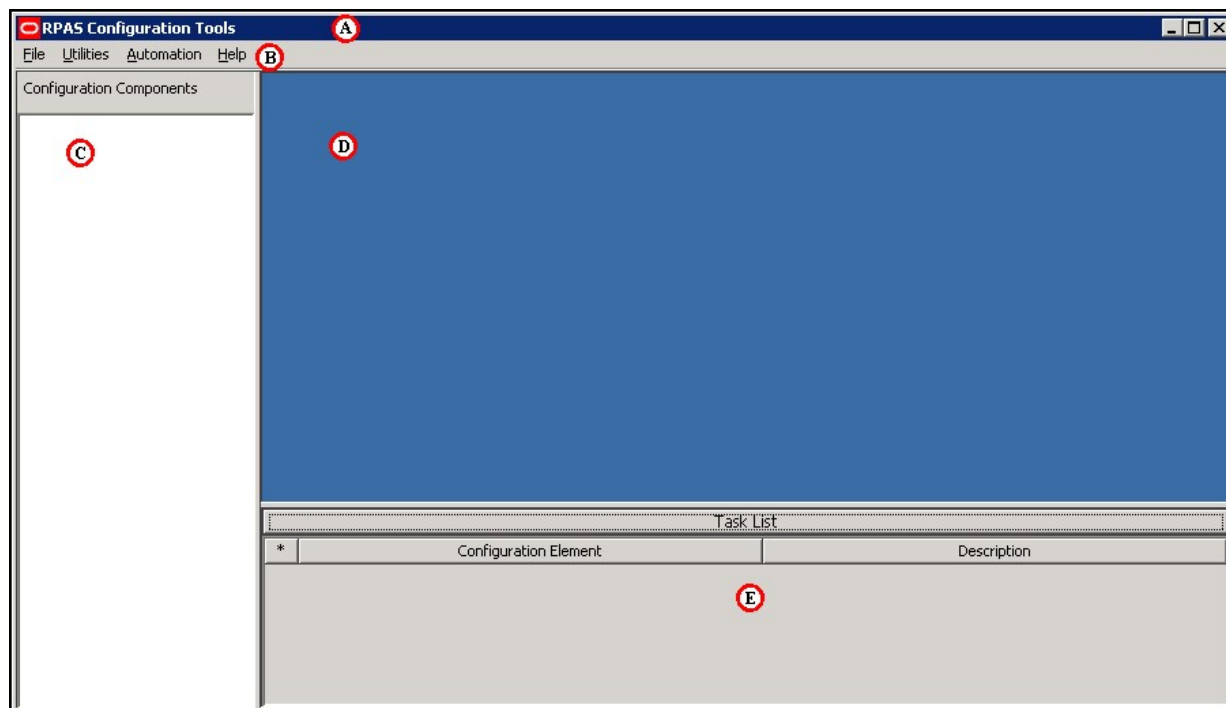 RPAS Configuration Tools A
File Utilities Automation Help B
Configuration Components
C
D
Task List
* Configuration Element Description
E